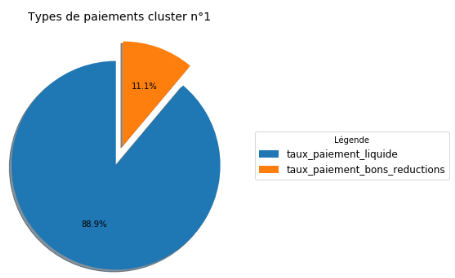 Types de paiements cluster n°1
11.1%
Légende
taux_paiement_liquide
taux_paiement_bons_reductions
88.9%